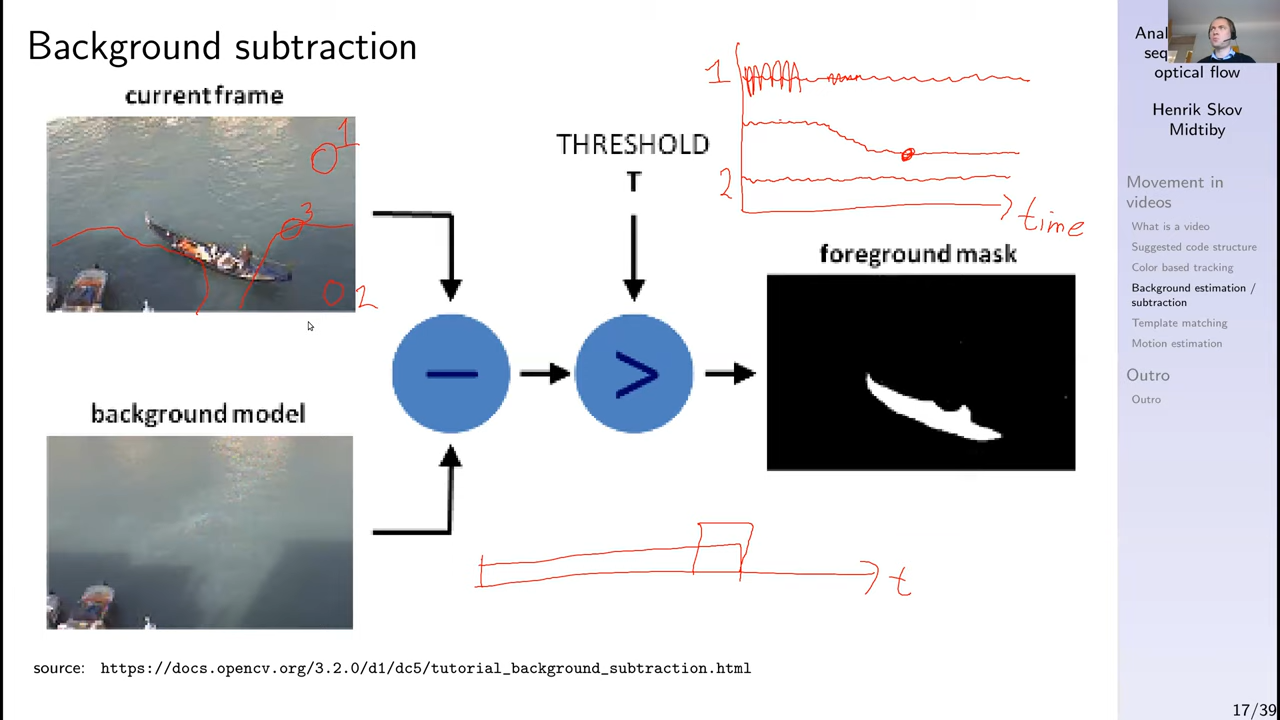 Background subtraction
current frame
1
3
2
THRESHOLD
T
1
2
time
foreground mask
background model
t
source: https://docs.opencv.org/3.2.0/d1/dc5/tutorial_background_subtraction.html
optical flow
Henrik Skov
Midtiby
Movement in
videos
What is a video
Suggested code structure
Color based tracking
Background estimation /
subtraction
Template matching
Motion estimation
Outro
Outro
17/39